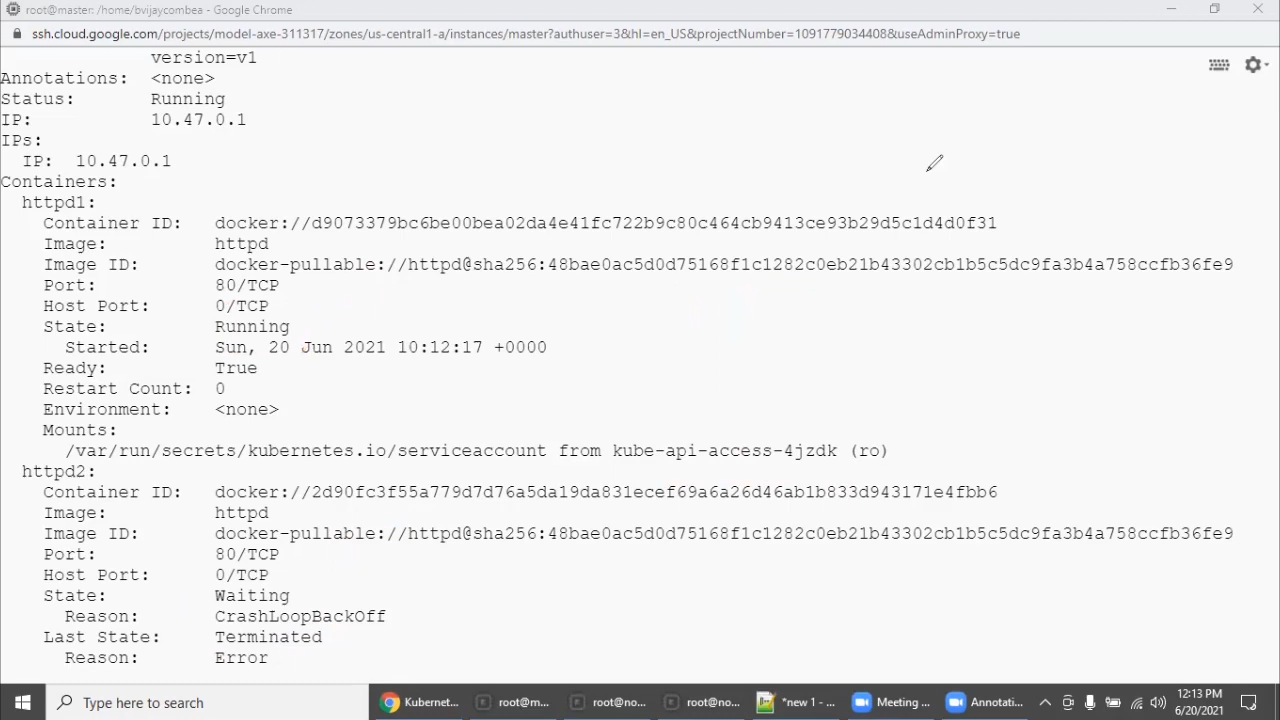 root@master: /home/bvijaycombea - Google Chrome
ssh.cloud.google.com/projects/model-axe-311317/zones/us-central1-a/instances/master?authuser=3&hl=en_US&projectNumber=1091779034408&useAdminProxy=true
version=v1
Annotations: <none>
Status: Running
IP: 10.47.0.1
IPs:
IP: 10.47.0.1
Containers:
httpd1:
Container ID: docker://d9073379bc6be00bea02da4e41fc722b9c80c464cb9413ce93b29d5c1d4d0f31
Image: httpd
Image ID: docker-pullable://httpd@sha256:48bae0ac5d0d75168f1c1282c0eb21b43302cb1b5c5dc9fa3b4a758ccfb36fe9
Port: 80/TCP
Host Port: 0/TCP
State: Running
Started: Sun, 20 Jun 2021 10:12:17 +0000
Ready: True
Restart Count: 0
Environment: <none>
Mounts:
/var/run/secrets/kubernetes.io/serviceaccount from kube-api-access-4jzdk (ro)
httpd2:
Container ID: docker://2d90fc3f55a779d7d76a5da19da831ecef69a6a26d46ab1b833d943171e4fbb6
Image: httpd
Image ID: docker-pullable://httpd@sha256:48bae0ac5d0d75168f1c1282c0eb21b43302cb1b5c5dc9fa3b4a758ccfb36fe9
Port: 80/TCP
Host Port: 0/TCP
State: Waiting
Reason: CrashLoopBackOff
Last State: Terminated
Reason: Error
Type here to search
Kubernet...
root@m...
root@no...
root@no...
*new 1 - ...
Meeting ...
Annotati...
12:13 PM
6/20/2021